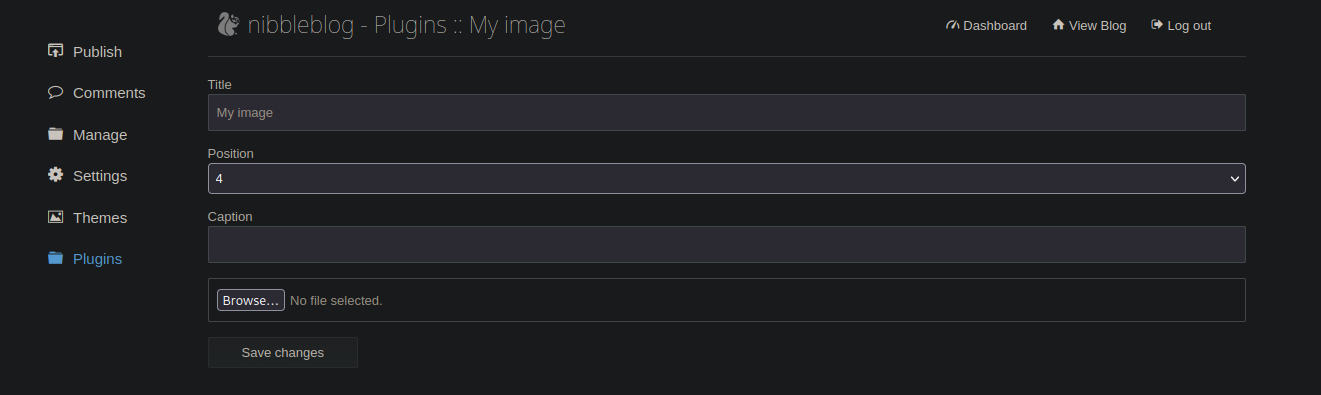 nibbleblog - Plugins :: My image
Dashboard
View Blog
Log out
Publish
Comments
Manage
Settings
Themes
Plugins
Title
My image
Position
4
Caption
Browse... No file selected.
Save changes